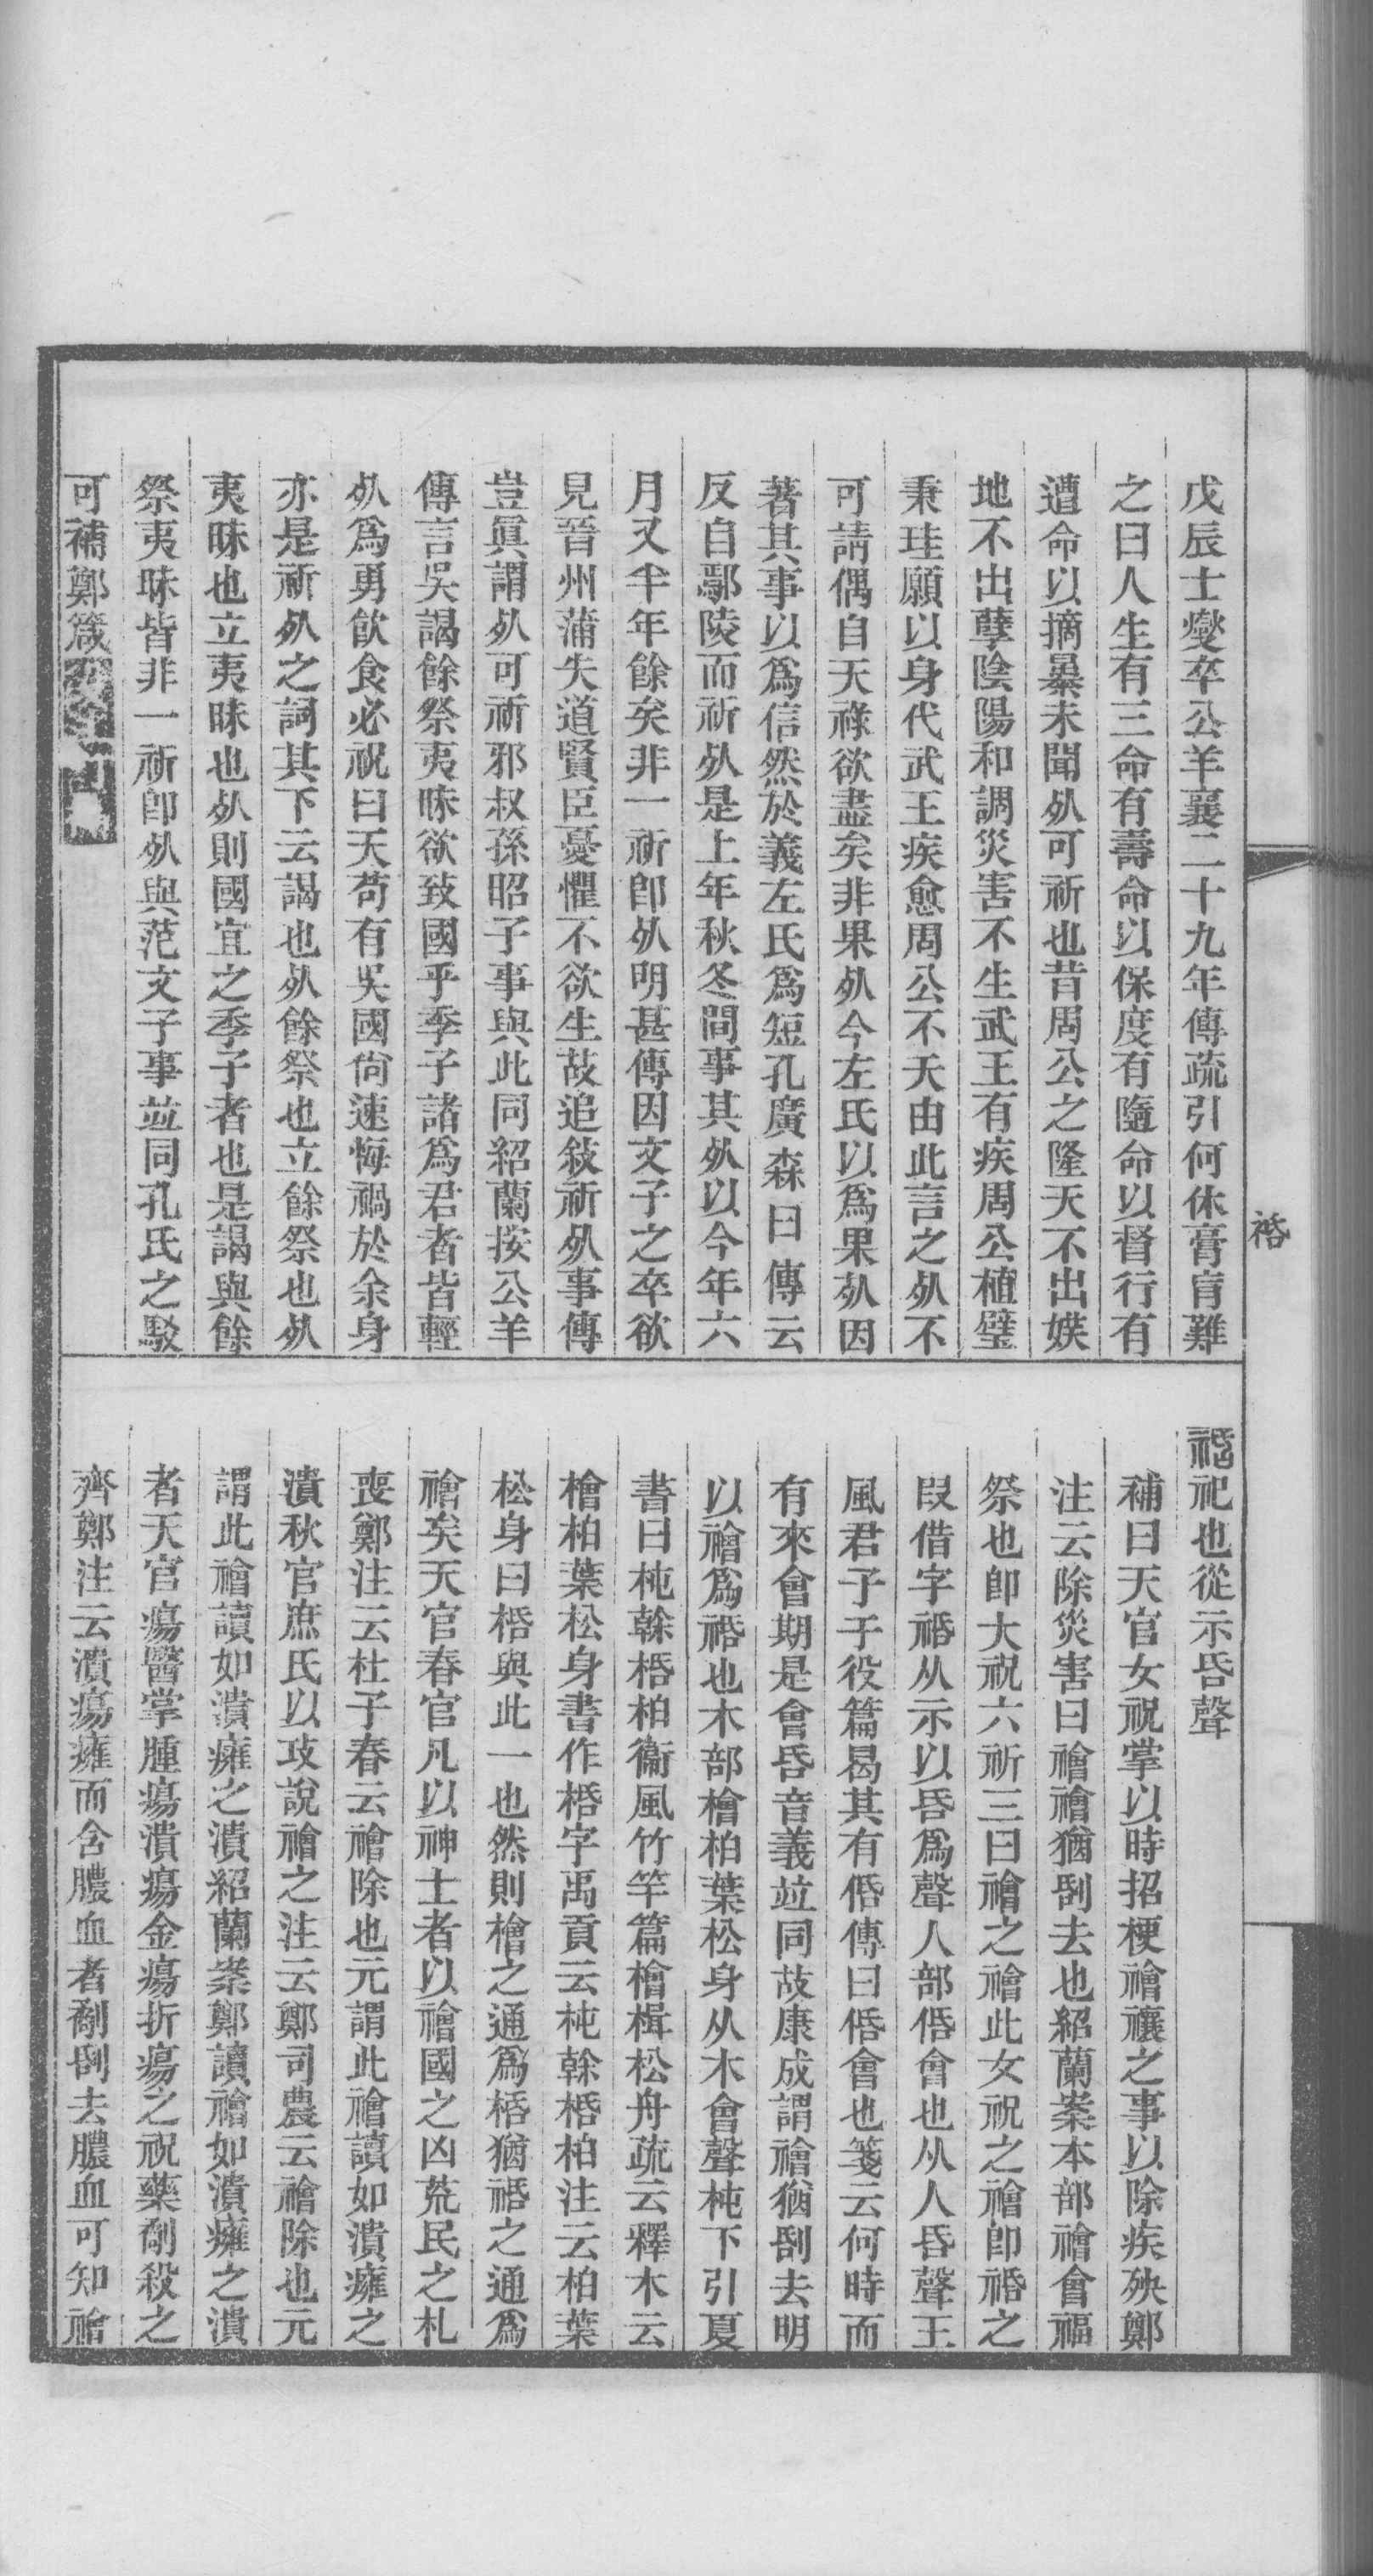 戊辰士燮卒公羊襄二十九年傳疏引何休膏肓難
之曰人生有三命有壽命以保度有隨命以督行有
遭命以摘暴未聞死可祈也昔周公之隆天不出妖
地不出孽陰陽和調災害不生武王有疾周公植璧
秉珪願以身代武王疾愈周公不夭由此言之死不
可請偶自天祿欲盡矣非果死今左氏以爲果死因
著其事以爲信然於義左氏爲短孔廣森曰傳云
反自鄢陵而祈死是上年秋冬間事其死以今年六
月又半年餘矣非一祈卽死明甚傳因文子之卒欲
見晉州蒲失道賢臣憂懼不欲生故追敍祈死事傳
豈眞謂死可祈邪叔孫昭子事與此同紹蘭按公羊
傳言吳謁餘祭夷昧欲致國乎季子諸爲君者皆輕
死爲勇飮食必祝曰天苟有吳國尙速悔禍於余身
亦是祈死之詞其下云謁也死餘祭也立餘祭也死
夷昧也立夷昧也死則國宜之季子者也是謁與餘
祭夷昧皆非一祈卽死與范文子事竝同孔氏之駁
可補鄭箴
祰
䄆祀也從示昏聲
補曰天官女祝掌以時招梗禬禳之事以除疾殃鄭
注云除災害曰禬禬猶刮去也紹蘭案本部禬會福
祭也卽大祝六祈三曰禬之禬此女祝之禬卽䄆之
叚借字䄆从示以昏爲聲人部佸會也从人昏聲王
風君子于役篇曷其有佸傳曰佸會也箋云何時而
有來會期是會昏音義竝同故康成謂禬猶刮去明
以禬爲䄆也木部檜柏葉松身从木會聲杶下引夏
書曰杶榦栝柏衞風竹竿篇檜楫松舟疏云釋木云
檜柏葉松身書作栝字禹貢云杶榦栝柏注云柏葉
松身曰栝與此一也然則檜之通爲栝猶䄆之通爲
禬矣天官春官凡以神士者以禬國之凶荒民之札
喪鄭注云杜子春云禬除也元謂此禬讀如潰癰之
潰秋官庶氏以攻說禬之注云鄭司農云禬除也元
謂此禬讀如潰癰之潰紹蘭案鄭讀禬如潰癰之潰
者天官瘍醫掌腫瘍潰瘍金瘍折瘍之祝藥劀殺之
齊鄭注云潰瘍癰而含膿血者劀刮去膿血可知禬